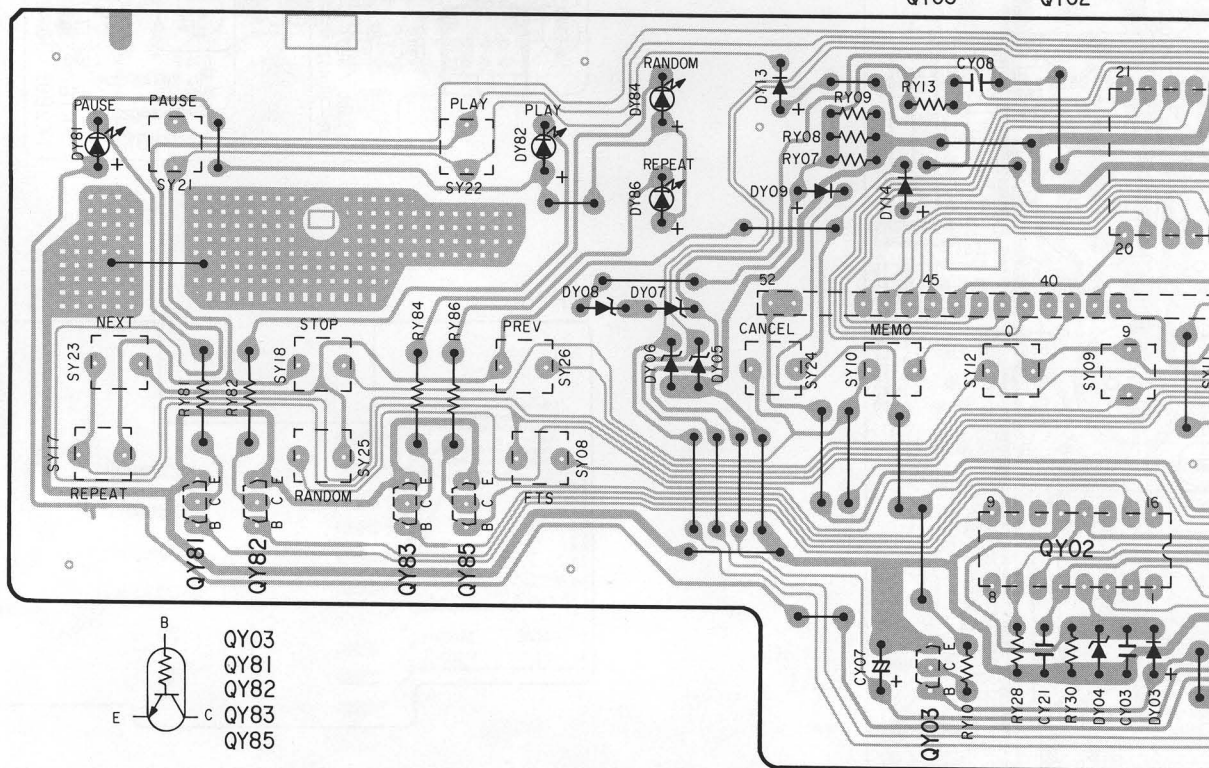 PAUSE
DY81
+
PAUSE
SY21
PLAY
SY22
PLAY
DY82
+
RANDOM
DY84
+
REPEAT
DY86
+
DY13
+
RY09
RY08
RY07
DY09
+
RY13
CY08
DY14
+
21
20
52
45
40
DY08
DY07
NEXT
SY23
STOP
SY18
RY81
RY82
RY84
RY86
PREV
SY26
DY06
DY05
CANCEL
SY24
MEMO
SY10
0
SY12
9
SY09
SY17
REPEAT
SY25
RANDOM
SY08
FTS
B C E
QY81
B C E
QY82
B C E
QY83
B C E
QY85
9
16
QY02
8
1
CY07
+
B C E
QY03
RY10
RY28
CY21
RY30
DY04
CY03
DY03
+
B
E
C
QY03
QY81
QY82
QY83
QY85